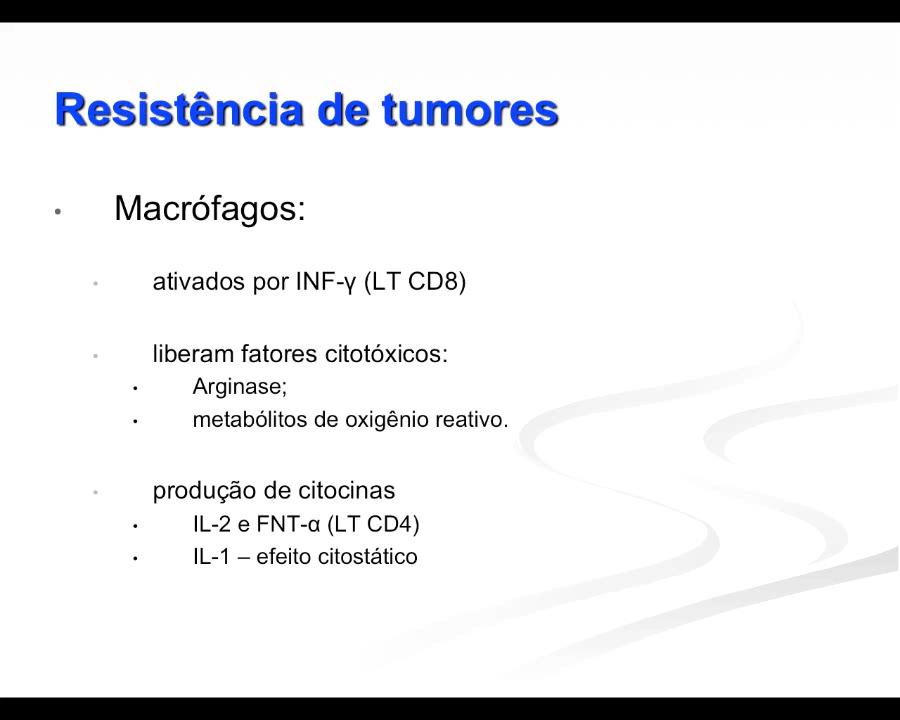 Resistência de tumores
• Macrófagos:
• ativados por INF-γ (LT CD8)
• liberam fatores citotóxicos:
• Arginase;
• metabólitos de oxigênio reativo.
• produção de citocinas
• IL-2 e FNT-α (LT CD4)
• IL-1 – efeito citostático